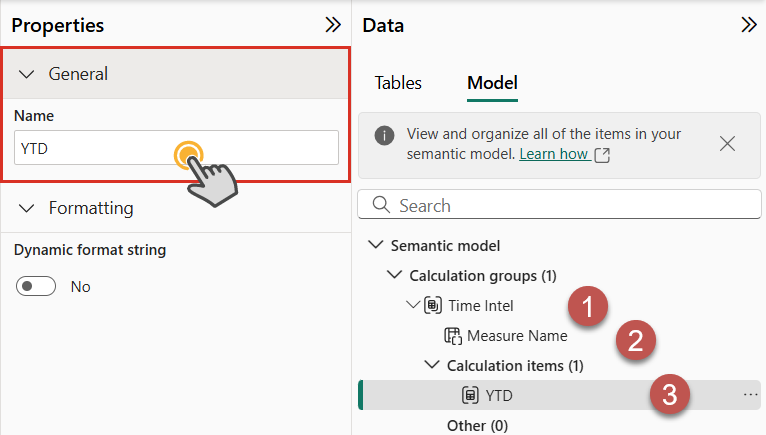 Properties
General
Name
YTD
Formatting
Dynamic format string
No
Data
Tables
Model
View and organize all of the items in your
semantic model. Learn how
Search
Semantic model
Calculation groups (1)
Time Intel
1
Measure Name
2
Calculation items (1)
YTD
3
Other (0)